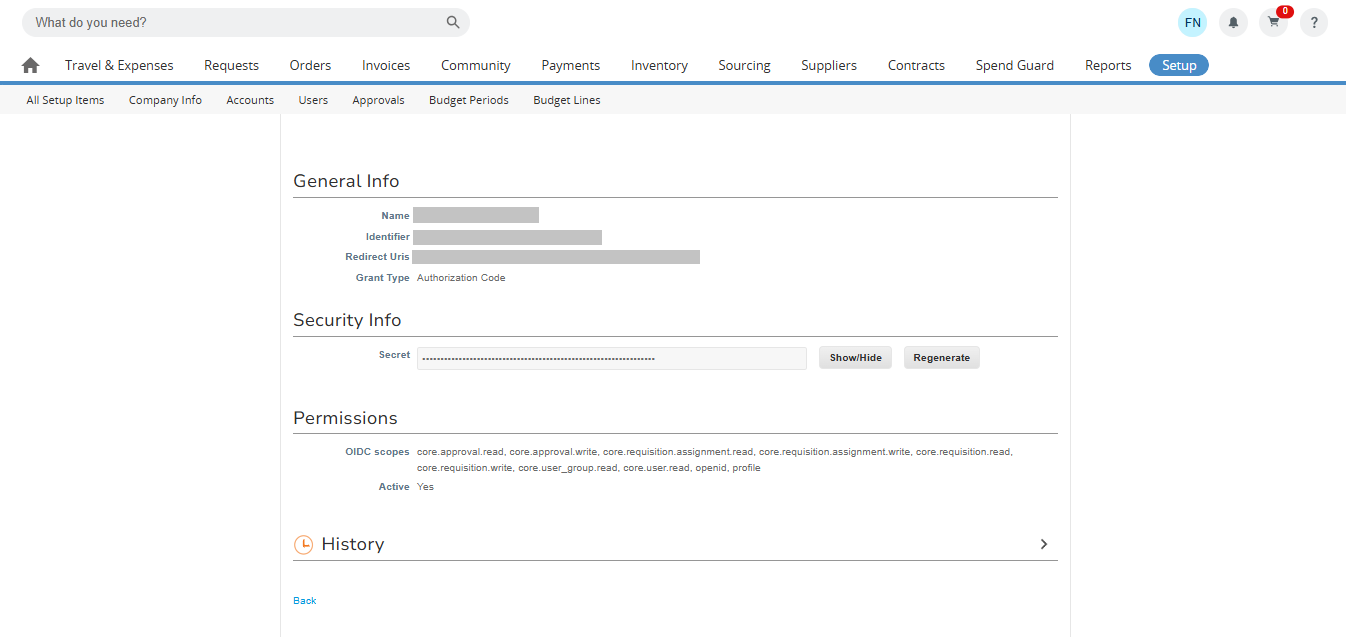 What do you need?
FN
0
?
Travel & Expenses Requests Orders Invoices Community Payments Inventory Sourcing Suppliers Contracts Spend Guard Reports Setup
All Setup Items Company Info Accounts Users Approvals Budget Periods Budget Lines
General Info
Name
Identifier
Redirect Uris
Grant Type Authorization Code
Security Info
Secret Show/Hide Regenerate
Permissions
OIDC scopes core.approval.read, core.approval.write, core.requisition.assignment.read, core.requisition.assignment.write, core.requisition.read,
core.requisition.write, core.user_group.read, core.user.read, openid, profile
Active Yes
History
Back